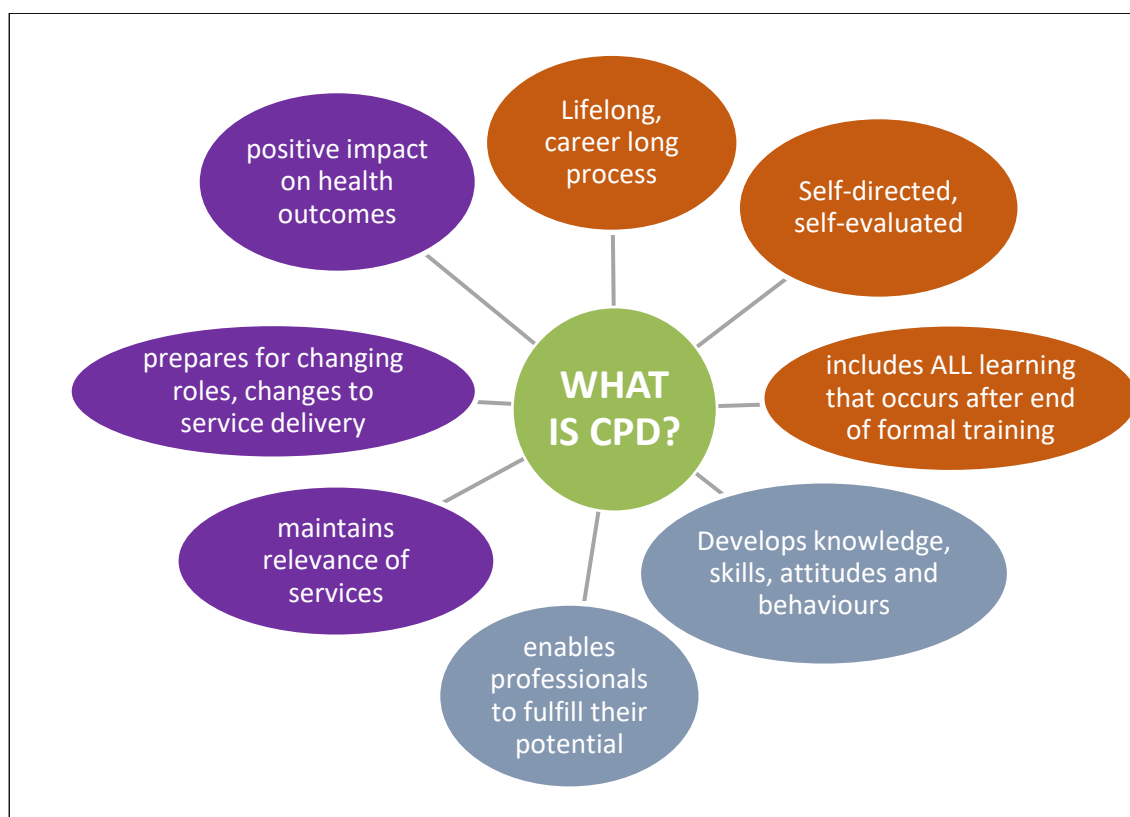 WHAT
IS CPD?
Lifelong,
career long
process
Self-directed,
self-evaluated
includes ALL learning
that occurs after end
of formal training
Develops knowledge,
skills, attitudes and
behaviours
enables
professionals
to fulfill their
potential
maintains
relevance of
services
prepares for changing
roles, changes to
service delivery
positive impact
on health
outcomes